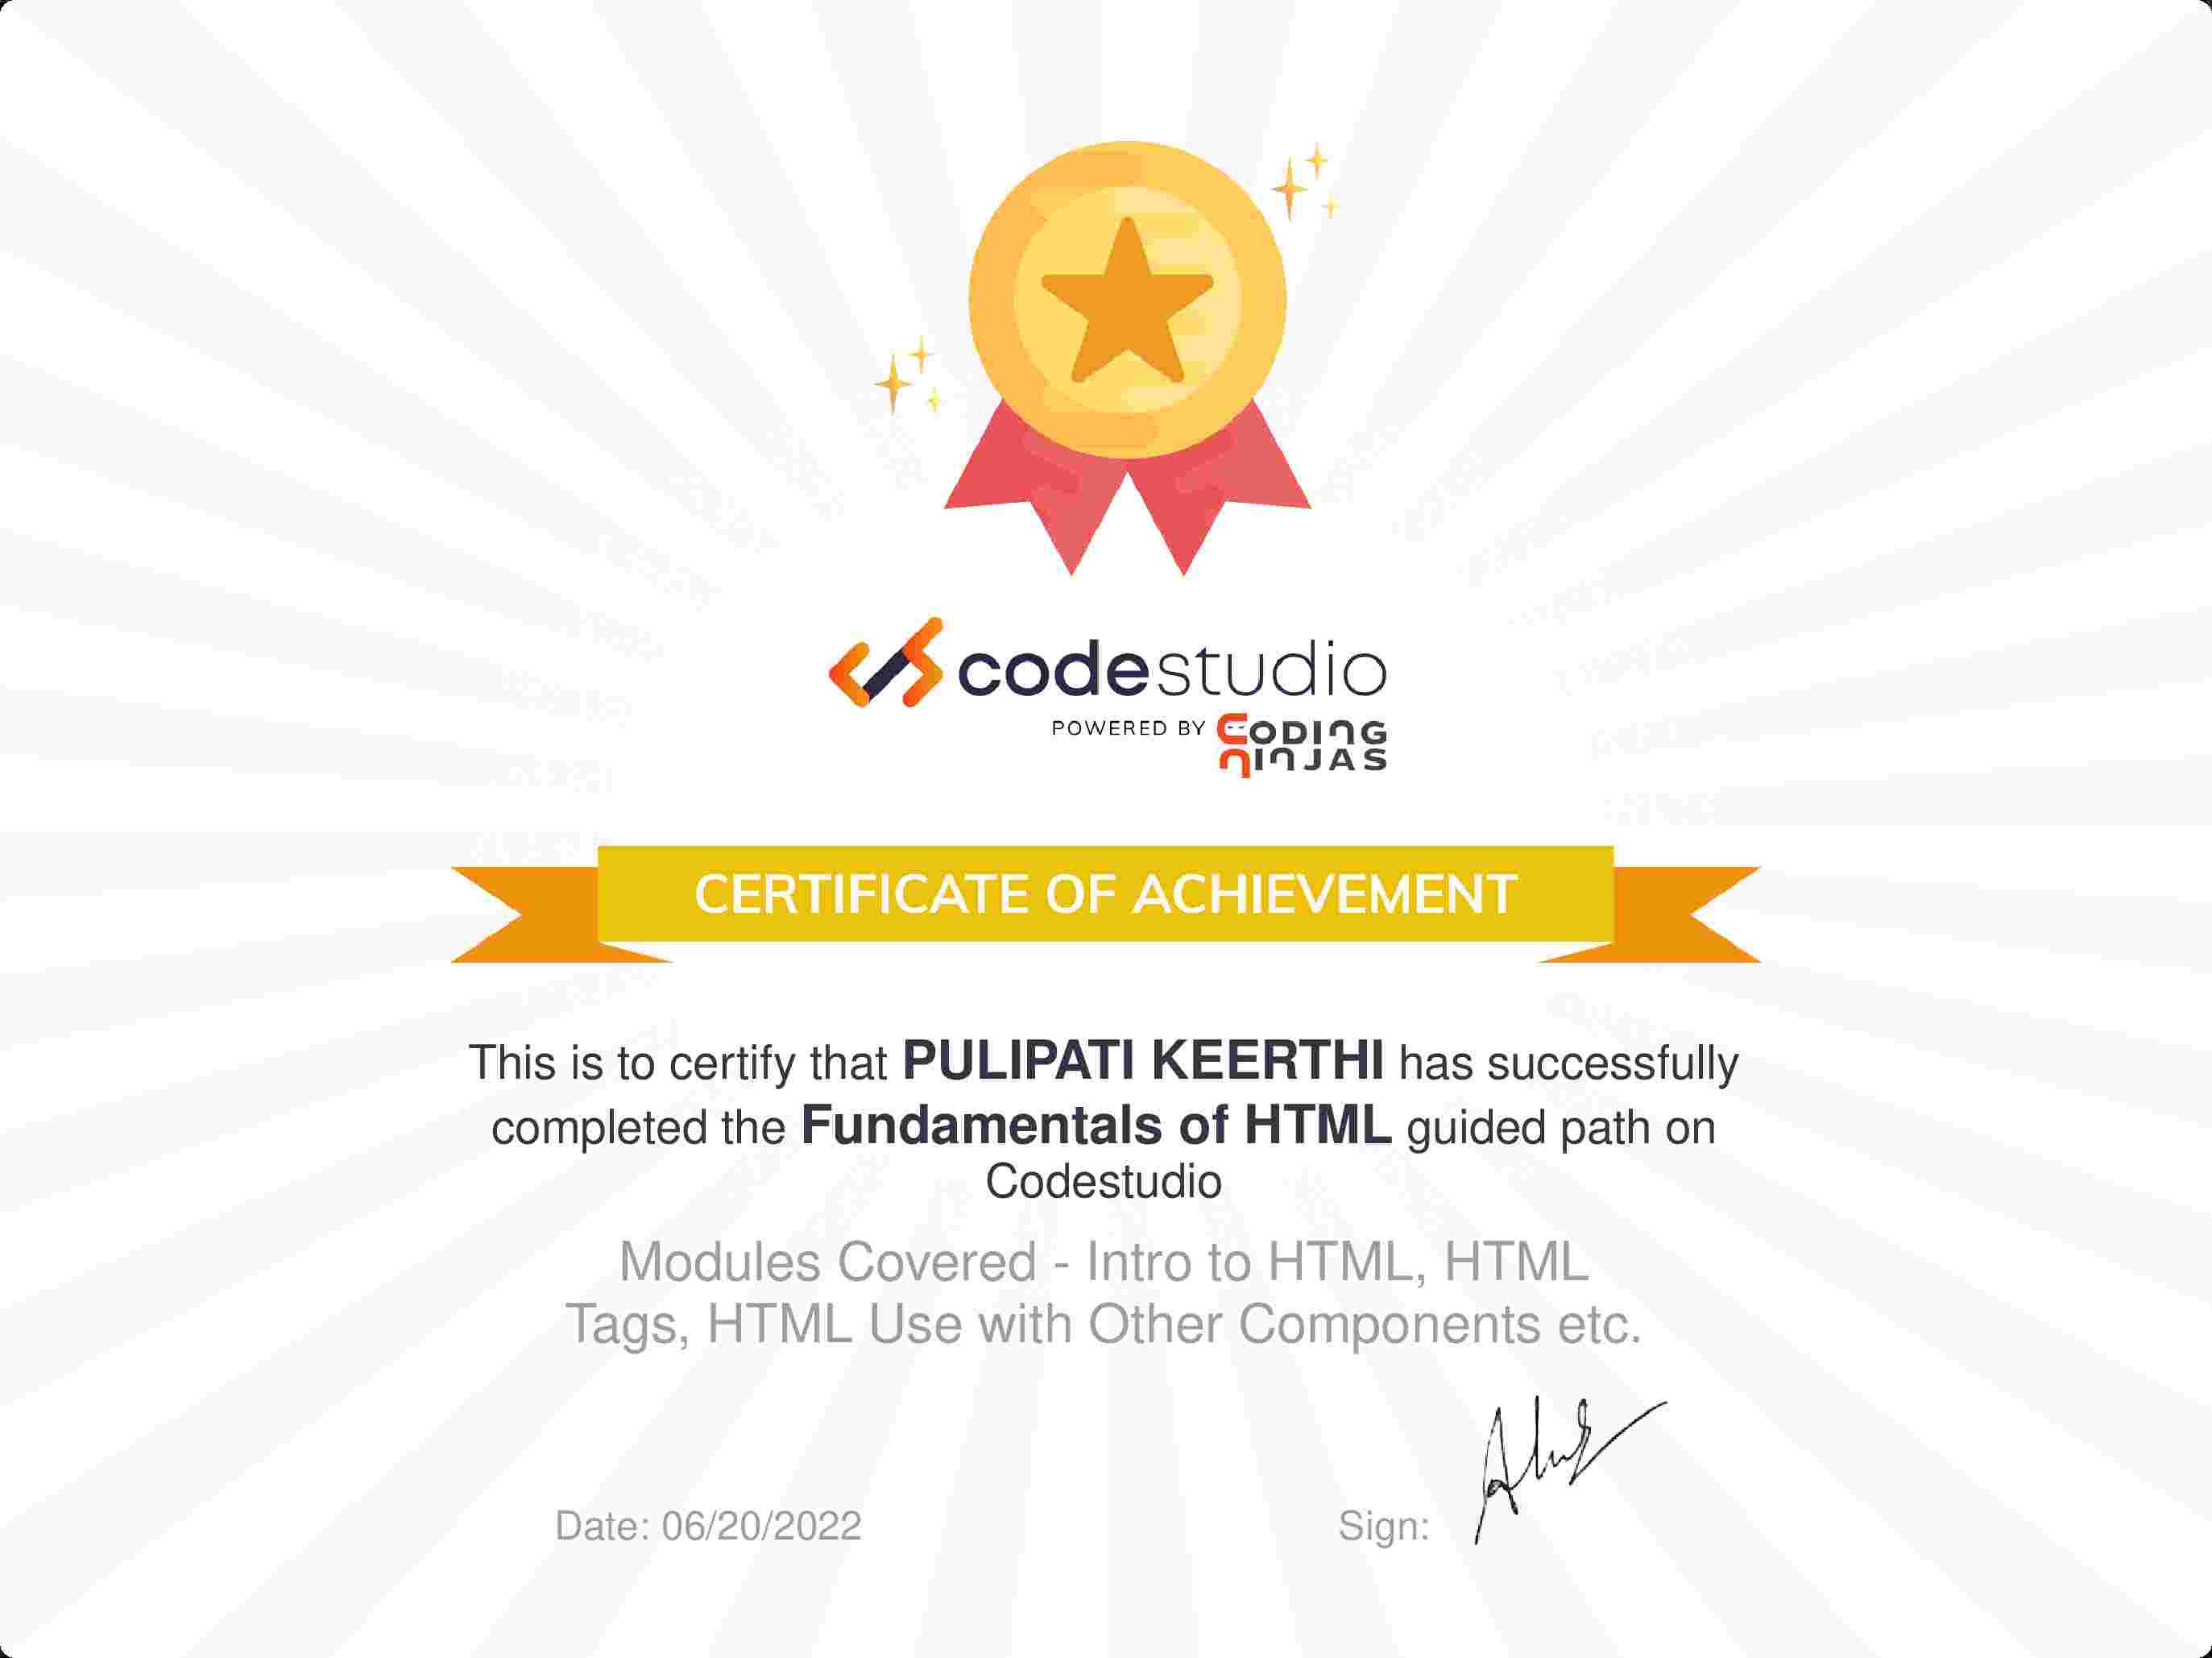 codestudio
POWERED BY CODING
NINJAS
CERTIFICATE OF ACHIEVEMENT
This is to certify that PULIPATI KEERTHI has successfully
completed the Fundamentals of HTML guided path on
Codestudio
Modules Covered - Intro to HTML, HTML
Tags, HTML Use with Other Components etc.
Date: 06/20/2022 Sign: